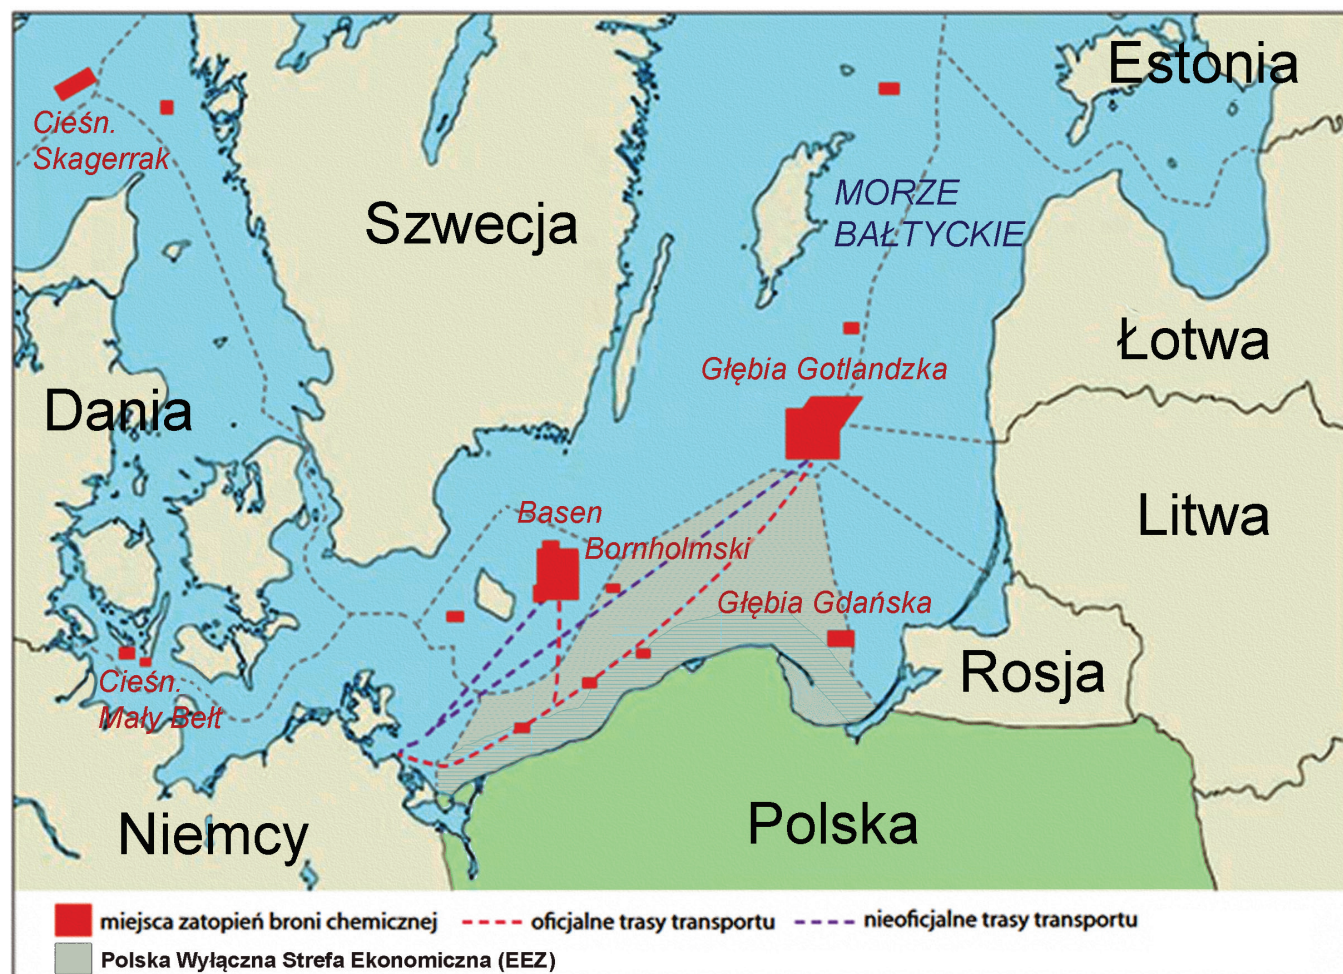 Estonia
Cieśn.
Skagerrak
MORZE
BAŁTYCKIE
Szwecja
Łotwa
Głębia Gotlandzka
Dania
Litwa
Basen
Bornholmski
Głębia Gdańska
Rosja
Cieśn.
Mały Bełt
Polska
Niemcy
miejsca zatopień broni chemicznej oficjalne trasy transportu nieoficjalne trasy transportu
Polska Wyłączna Strefa Ekonomiczna (EEZ)